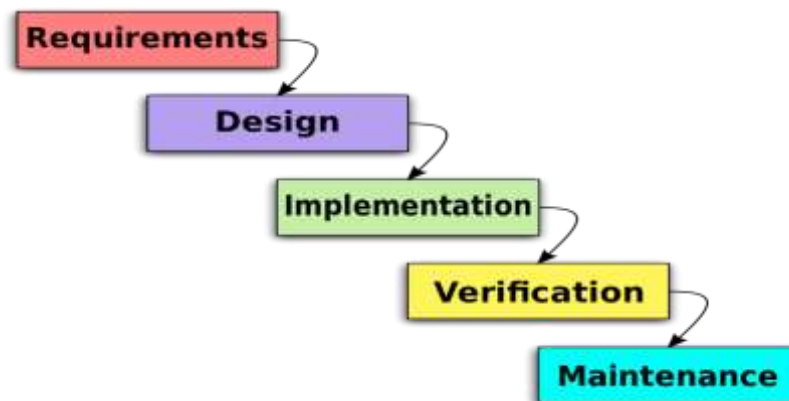 Requirements
Design
Implementation
Verification
Maintenance